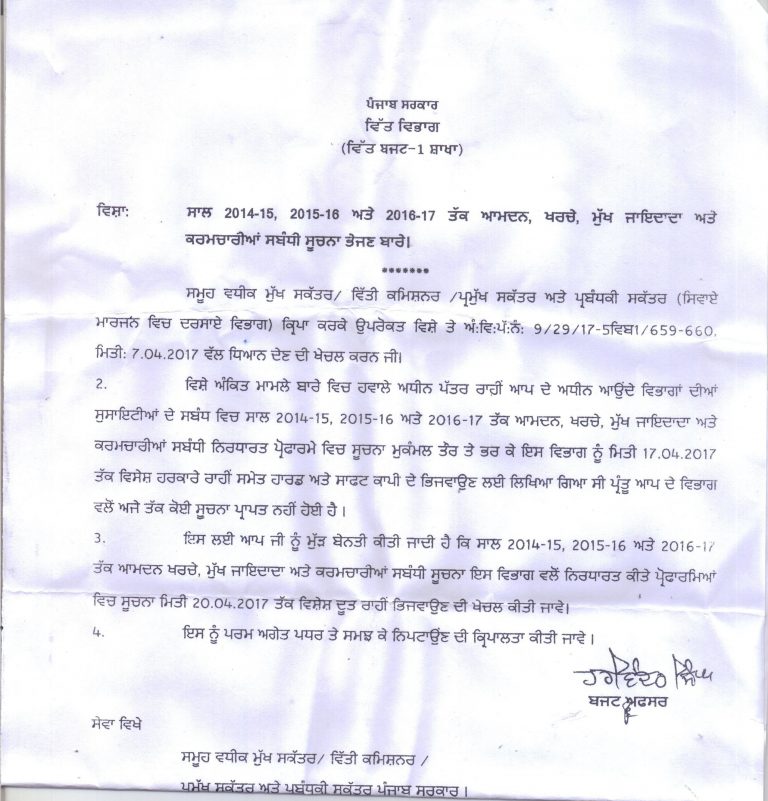 ਪੰਜਾਬ ਸਰਕਾਰ
ਵਿੱਤ ਵਿਭਾਗ
(ਵਿੱਤ ਬਜਟ-1 ਸ਼ਾਖਾ)
ਵਿਸ਼ਾ: ਸਾਲ 2014-15, 2015-16 ਅਤੇ 2016-17 ਤੱਕ ਆਮਦਨ, ਖਰਚੇ, ਮੁੱਖ ਜਾਇਦਾਦਾ ਅਤੇ
ਕਰਮਚਾਰੀਆਂ ਸਬੰਧੀ ਸੂਚਨਾ ਭੇਜਣ ਬਾਰੇ।
*******
ਸਮੂਹ ਵਧੀਕ ਮੁੱਖ ਸਕੱਤਰ/ ਵਿੱਤੀ ਕਮਿਸ਼ਨਰ /ਪ੍ਰਮੁੱਖ ਸਕੱਤਰ ਅਤੇ ਪ੍ਰਬੰਧਕੀ ਸਕੱਤਰ (ਸਿਵਾਏ
ਮਾਰਜਨ ਵਿਚ ਦਰਸਾਏ ਵਿਭਾਗ) ਕ੍ਰਿਪਾ ਕਰਕੇ ਉਪਰੋਕਤ ਵਿਸ਼ੇ ਤੇ ਅੰ:ਵਿ:ਪੱ:ਨੰ: 9/29/17-5ਵਿਬ1/659-660,
ਮਿਤੀ: 7.04.2017 ਵੱਲ ਧਿਆਨ ਦੇਣ ਦੀ ਖੇਚਲ ਕਰਨ ਜੀ।
2. ਵਿਸ਼ੇ ਅੰਕਿਤ ਮਾਮਲੇ ਬਾਰੇ ਵਿਚ ਹਵਾਲੇ ਅਧੀਨ ਪੱਤਰ ਰਾਹੀਂ ਆਪ ਦੇ ਅਧੀਨ ਆਉਂਦੇ ਵਿਭਾਗਾਂ ਦੀਆਂ
ਸੁਸਾਇਟੀਆਂ ਦੇ ਸਬੰਧ ਵਿਚ ਸਾਲ 2014-15, 2015-16 ਅਤੇ 2016-17 ਤੱਕ ਆਮਦਨ, ਖਰਚੇ, ਮੁੱਖ ਜਾਇਦਾਦਾ ਅਤੇ
ਕਰਮਚਾਰੀਆਂ ਸਬੰਧੀ ਨਿਰਧਾਰਤ ਪ੍ਰੋਫਾਰਮੇ ਵਿਚ ਸੂਚਨਾ ਮੁਕੰਮਲ ਤੌਰ ਤੇ ਭਰ ਕੇ ਇਸ ਵਿਭਾਗ ਨੂੰ ਮਿਤੀ 17.04.2017
ਤੱਕ ਵਿਸੇਸ਼ ਹਰਕਾਰੇ ਰਾਹੀਂ ਸਮੇਤ ਹਾਰਡ ਅਤੇ ਸਾਫਟ ਕਾਪੀ ਦੇ ਭਿਜਵਾਉਣ ਲਈ ਲਿਖਿਆ ਗਿਆ ਸੀ ਪ੍ਰੰਤੂ ਆਪ ਦੇ ਵਿਭਾਗ
ਵਲੋਂ ਅਜੇ ਤੱਕ ਕੋਈ ਸੂਚਨਾ ਪ੍ਰਾਪਤ ਨਹੀਂ ਹੋਈ ਹੈ ।
3. ਇਸ ਲਈ ਆਪ ਜੀ ਨੂੰ ਮੁੱੜ ਬੇਨਤੀ ਕੀਤੀ ਜਾਦੀ ਹੈ ਕਿ ਸਾਲ 2014-15, 2015-16 ਅਤੇ 2016-17
ਤੱਕ ਆਮਦਨ ਖਰਚੇ, ਮੁੱਖ ਜਾਇਦਾਦਾ ਅਤੇ ਕਰਮਚਾਰੀਆਂ ਸਬੰਧੀ ਸੂਚਨਾ ਇਸ ਵਿਭਾਗ ਵਲੋਂ ਨਿਰਧਾਰਤ ਕੀਤੇ ਪ੍ਰੋਫਾਰਮਿਆਂ
ਵਿਚ ਸੂਚਨਾ ਮਿਤੀ 20.04.2017 ਤੱਕ ਵਿਸ਼ੇਸ਼ ਦੂਤ ਰਾਹੀਂ ਭਿਜਵਾਉਣ ਦੀ ਖੇਚਲ ਕੀਤੀ ਜਾਵੇ।
4. ਇਸ ਨੂੰ ਪਰਮ ਅਗੇਤ ਪਧਰ ਤੇ ਸਮਝ ਕੇ ਨਿਪਟਾਉਂਣ ਦੀ ਕ੍ਰਿਪਾਲਤਾ ਕੀਤੀ ਜਾਵੇ ।
ਬਜਟ ਅਫਸਰ
ਸੇਵਾ ਵਿਖੇ
ਸਮੂਹ ਵਧੀਕ ਮੁੱਖ ਸਕੱਤਰ/ ਵਿੱਤੀ ਕਮਿਸ਼ਨਰ /
ਪ੍ਰਮੁੱਖ ਸਕੱਤਰ ਅਤੇ ਪ੍ਰਬੰਧਕੀ ਸਕੱਤਰ ਪੰਜਾਬ ਸਰਕਾਰ ।